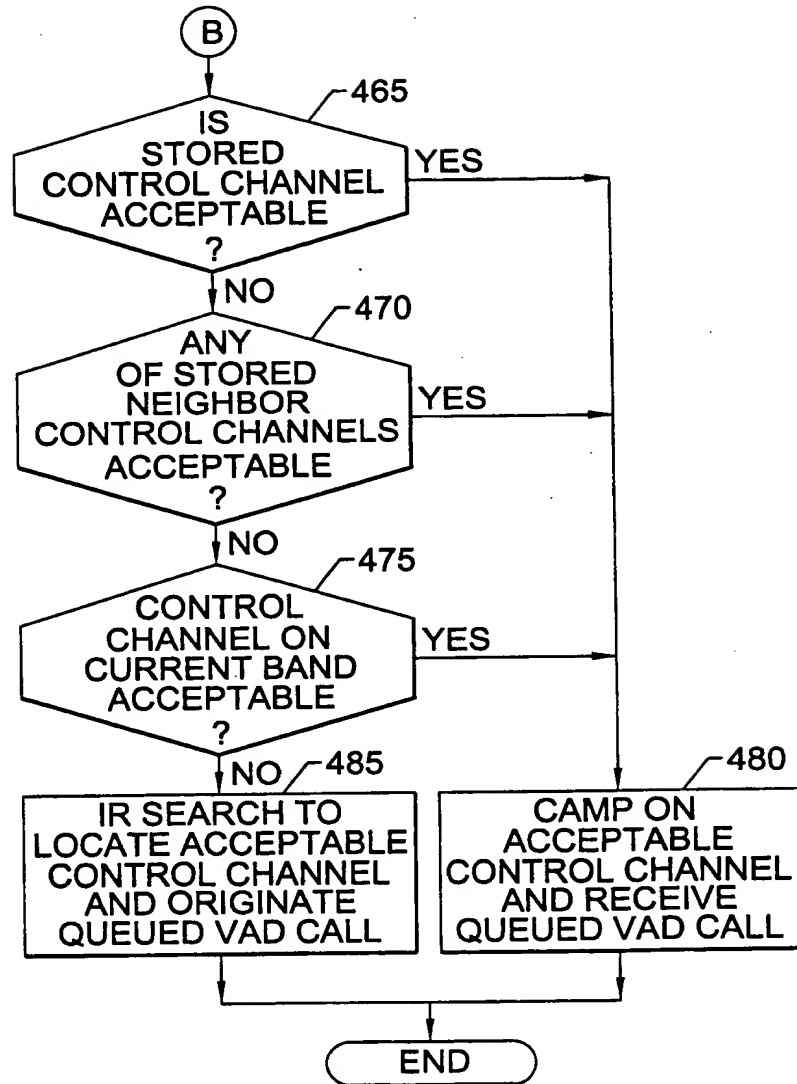 B
465
IS
STORED
CONTROL CHANNEL
ACCEPTABLE
?
YES
NO
470
ANY
OF STORED
NEIGHBOR
CONTROL CHANNELS
ACCEPTABLE
?
YES
NO
475
CONTROL
CHANNEL ON
CURRENT BAND
ACCEPTABLE
?
YES
NO
485
IR SEARCH TO
LOCATE ACCEPTABLE
CONTROL CHANNEL
AND ORIGINATE
QUEUED VAD CALL
480
CAMP ON
ACCEPTABLE
CONTROL CHANNEL
AND RECEIVE
QUEUED VAD CALL
END